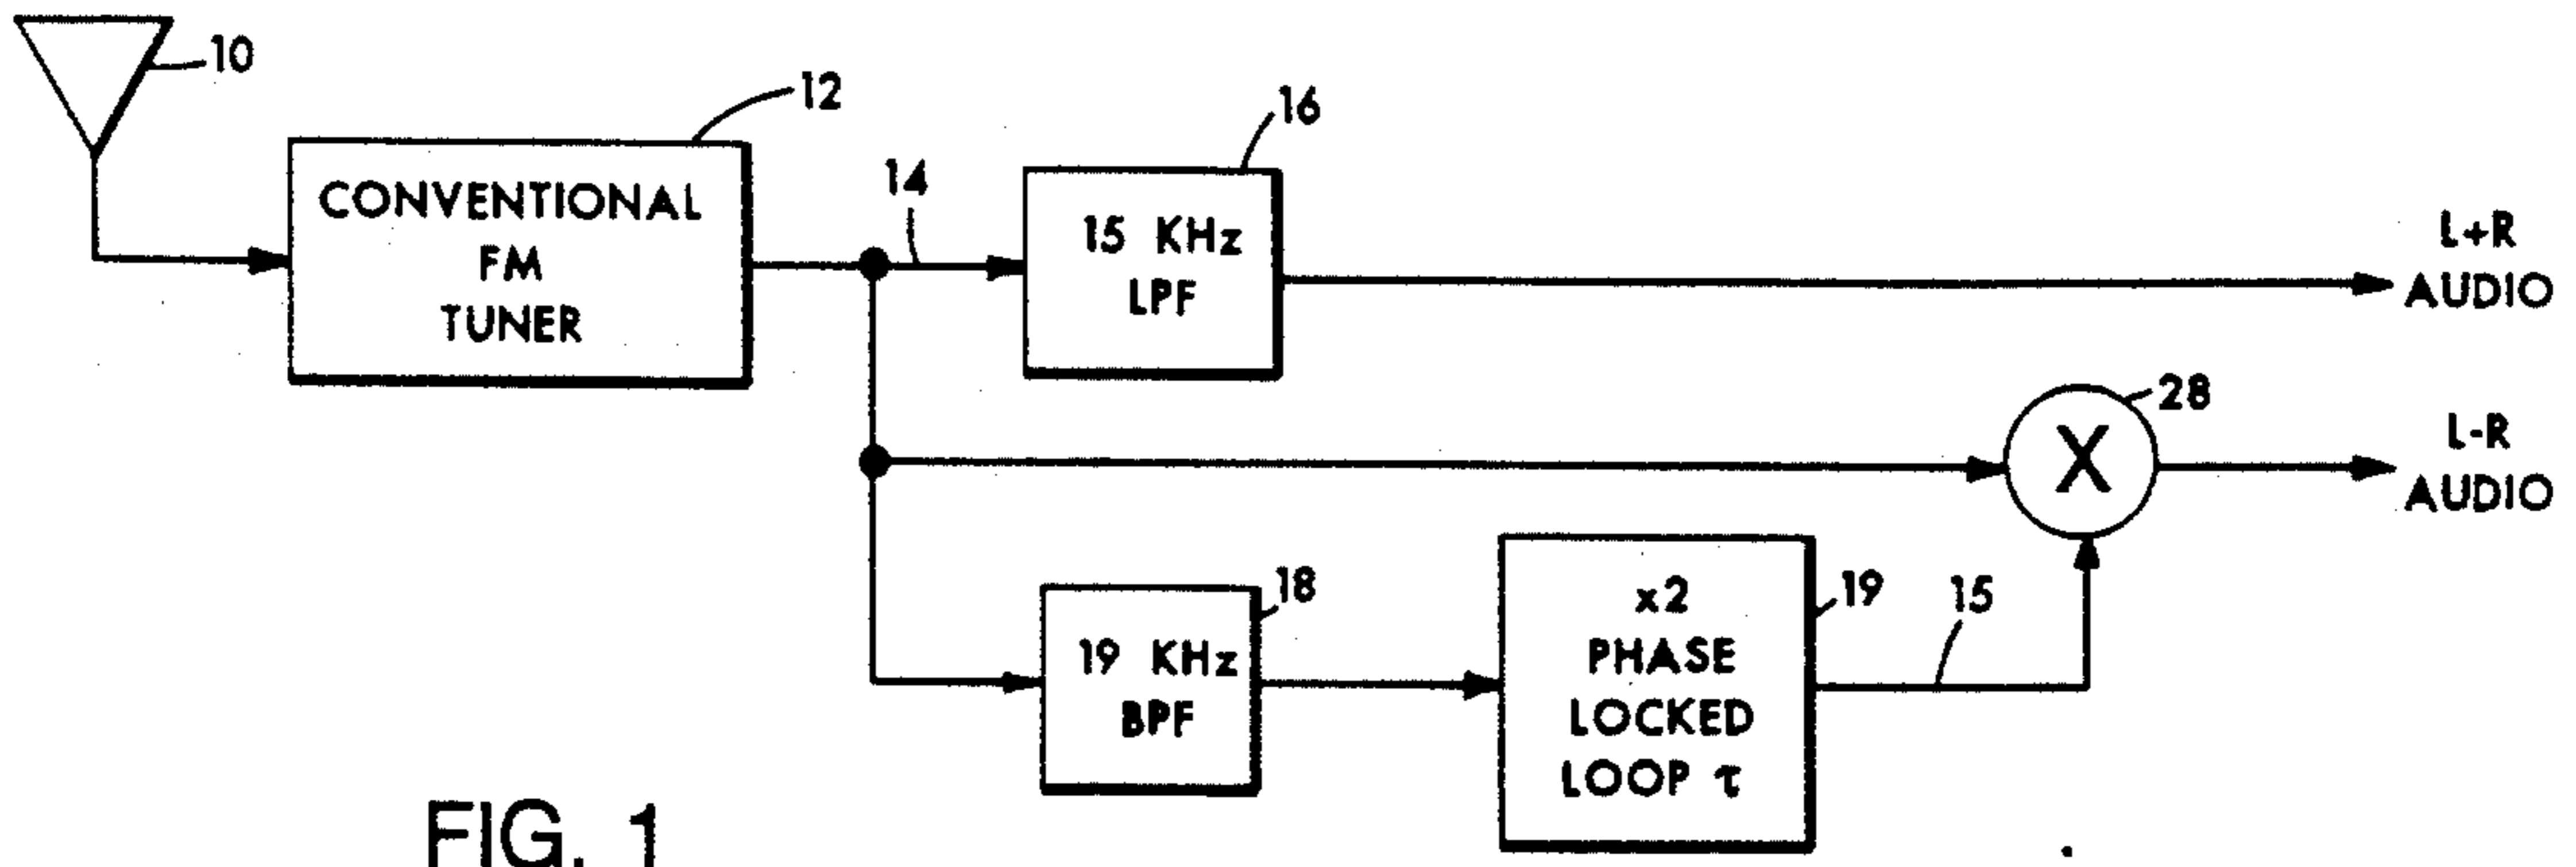 10
12
CONVENTIONAL
FM
TUNER
14
16
15 KHz
LPF
L+R
AUDIO
28
X
L-R
AUDIO
18
19 KHz
BPF
19
x2
PHASE
LOCKED
LOOP τ
15
FIG. 1